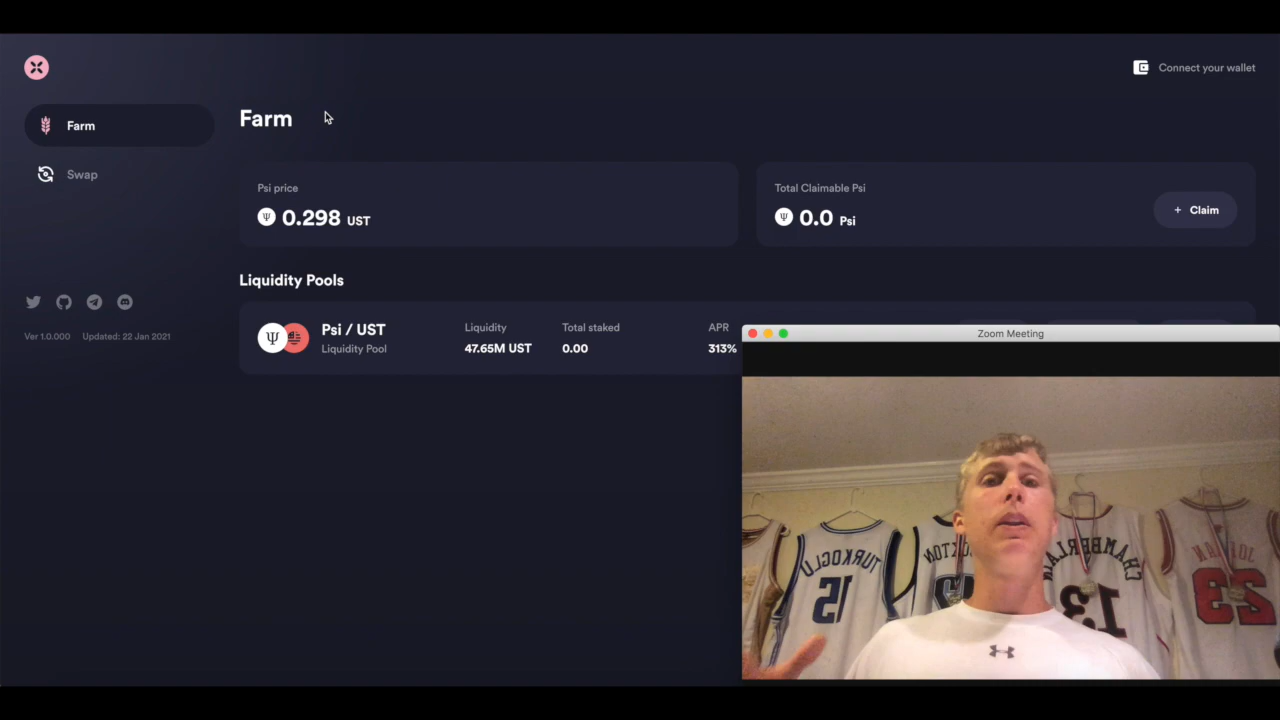 Connect your wallet
Farm
Swap
Ver 1.0.000 Updated: 22 Jan 2021
Farm
Psi price
Ψ 0.298 UST
Total Claimable Psi
Ψ 0.0 Psi
+ Claim
Liquidity Pools
Ψ Psi / UST
Liquidity Pool
Liquidity
47.65M UST
Total staked
0.00
APR
313%
Zoom Meeting
TURKOGLU
15
CHAMBERLAIN
13
JORDAN
23